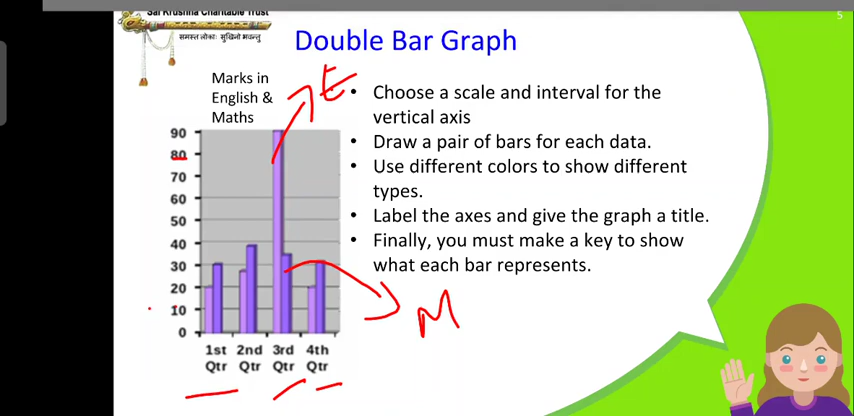 5
Sai Krushna Charitable Trust
समस्त लोकाः सुखिनो भवन्तु
Double Bar Graph
Marks in
English &
Maths
E
90
80
70
60
50
40
30
20
10
0
1st 2nd 3rd 4th
Qtr Qtr Qtr Qtr
• Choose a scale and interval for the
vertical axis
• Draw a pair of bars for each data.
• Use different colors to show different
types.
• Label the axes and give the graph a title.
• Finally, you must make a key to show
what each bar represents.
M